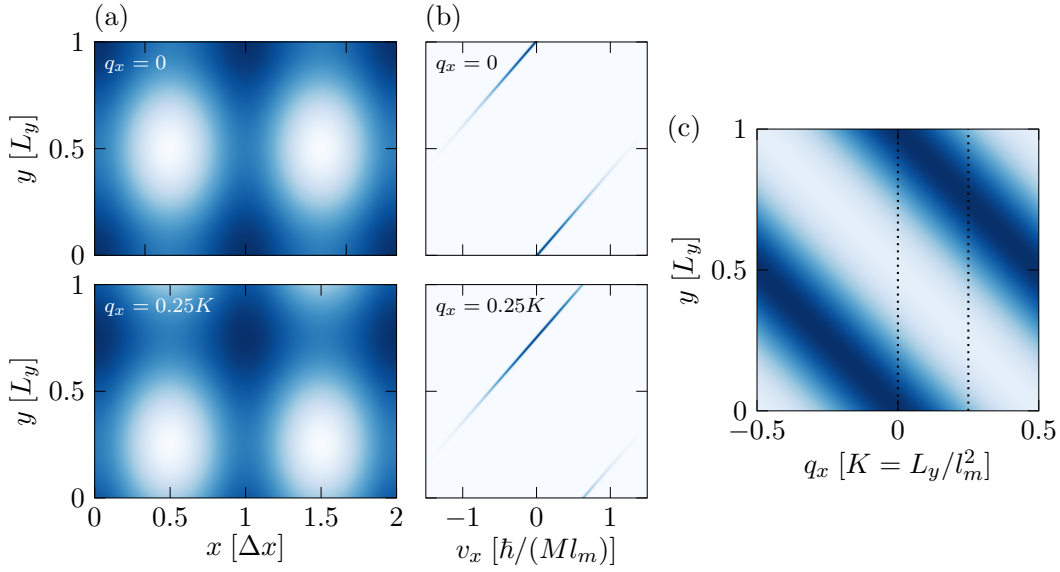 (a)
(b)
1
0.5
0
y [L_y]
q_x = 0
q_x = 0
1
0.5
0
y [L_y]
q_x = 0.25K
q_x = 0.25K
0 0.5 1 1.5 2
x [Δx]
−1 0 1
v_x [ħ/(Ml_m)]
(c)
1
0.5
0
y [L_y]
−0.5 0 0.5
q_x [K = L_y/l_m^2]